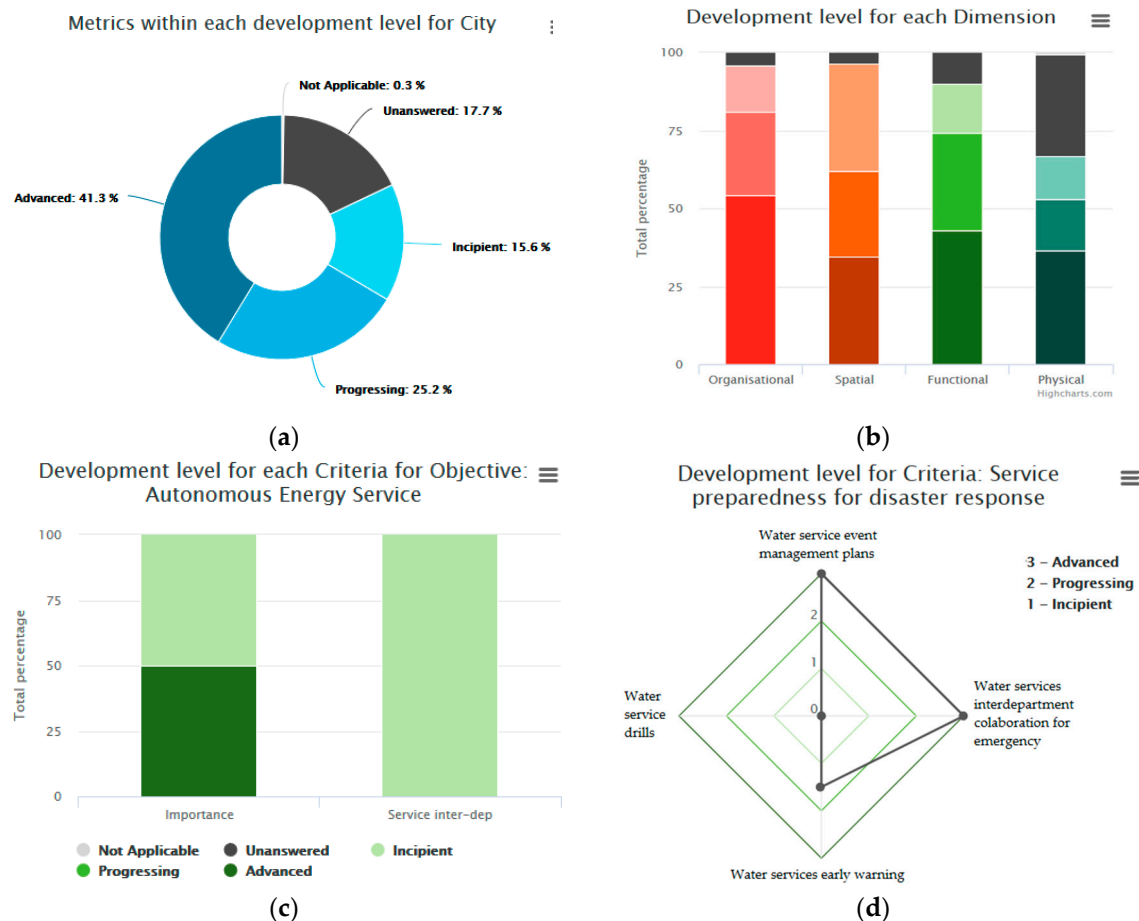 Metrics within each development level for City
Not Applicable: 0.3 %
Unanswered: 17.7 %
Advanced: 41.3 %
Incipient: 15.6 %
Progressing: 25.2 %
(a)
Development level for each Dimension
Total percentage
100
75
50
25
0
Organisational
Spatial
Functional
Physical
Highcharts.com
(b)
Development level for each Criteria for Objective:
Autonomous Energy Service
Total percentage
100
75
50
25
0
Importance
Service inter-dep
Not Applicable
Unanswered
Incipient
Progressing
Advanced
(c)
Development level for Criteria: Service
preparedness for disaster response
Water service event
management plans
3 – Advanced
2 – Progressing
1 – Incipient
2
1
0
Water
service
drills
Water services
interdepartment
colaboration for
emergency
Water services early warning
(d)